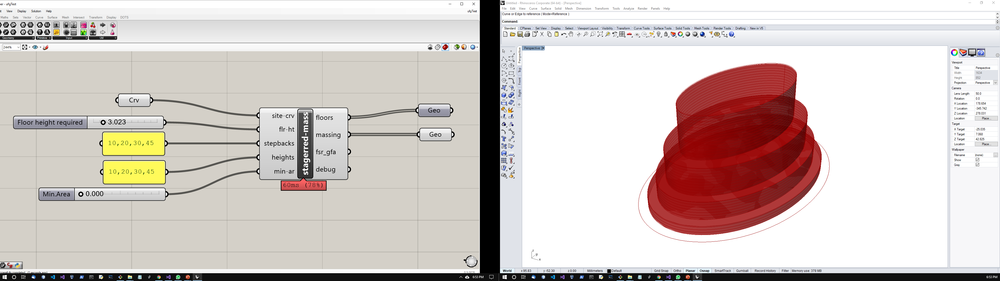 er - ufgTest
it View Display Solution Help
ufgTest
Maths Sets Vector Curve Surface Mesh Intersect Transform Display DOTS
Geometry Primitive Input Util
244%
Crv
Floor height required 3.023
10,20,30,45
10,20,30,45
Min.Area 0.000
site-crv
flr-ht
stepbacks
heights
min-ar
stagerred-mass
floors
massing
fsr_gfa
debug
60ms (78%)
Geo
Geo
uccessfully completed (1 seconds ago)
0.9.0076
6:53 PM
Untitled - Rhinoceros Corporate (64-bit) - [Perspective]
File Edit View Curve Surface Solid Mesh Dimension Transform Tools Analyze Render Panels Help
Curve or Edge to reference ( Mode=Reference ):
Command:
Standard CPlanes Set View Display Select Viewport Layout Visibility Transform Curve Tools Surface Tools Solid Tools Mesh Tools Render Tools Drafting New in V5
Perspective
Perspective
Top
Front
Right
z
y
x
Viewport
Title Perspective
Width 1634
Height 852
Projection Perspective
Camera
Lens Length 50.0
Rotation 0.0
X Location 178.654
Y Location -345.742
Z Location 278.031
Location Place...
Target
X Target -25.035
Y Target 7.068
Z Target 42.825
Location Place...
Wallpaper
Filename (none) ...
Show
Gray
World x 95.83 y -52.30 z 0.00 Millimeters Default Grid Snap Ortho Planar Osnap SmartTrack Gumball Record History Filter Memory use: 378 MB
6:53 PM